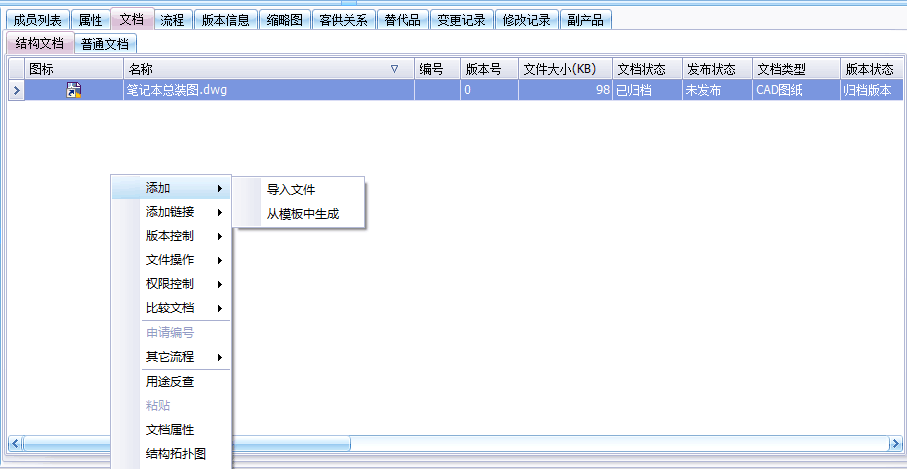 成员列表 属性 文档 流程 版本信息 缩略图 客供关系 替代品 变更记录 修改记录 副产品
结构文档 普通文档
图标 名称 编号 版本号 文件大小(KB) 文档状态 发布状态 文档类型 版本状态
笔记本总装图.dwg 0 98 已归档 未发布 CAD图纸 归档版本
添加 导入文件
添加链接 从模板中生成
版本控制
文件操作
权限控制
比较文档
申请编号
其它流程
用途反查
粘贴
文档属性
结构拓扑图